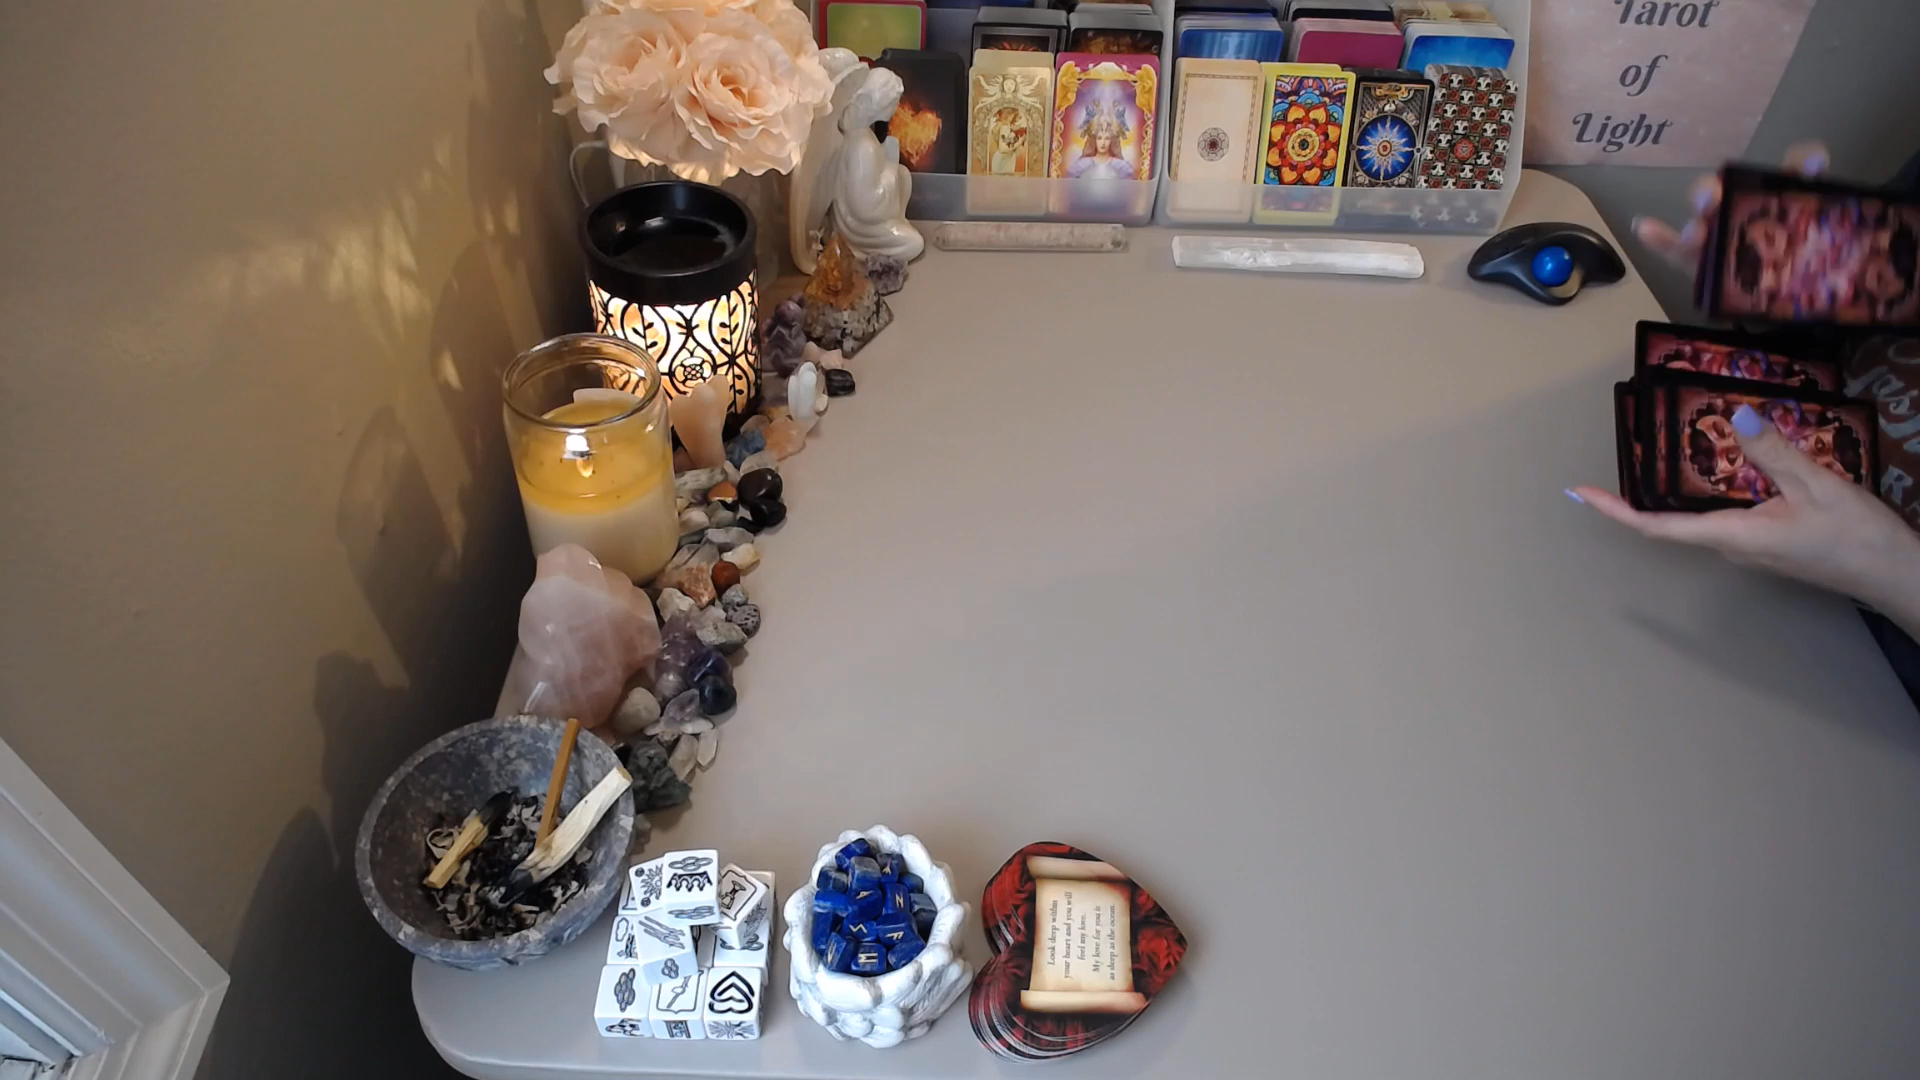 Tarot
of
Light
Look deep within
your heart and you will
feel my love.
My love for you is
as deep as the ocean.